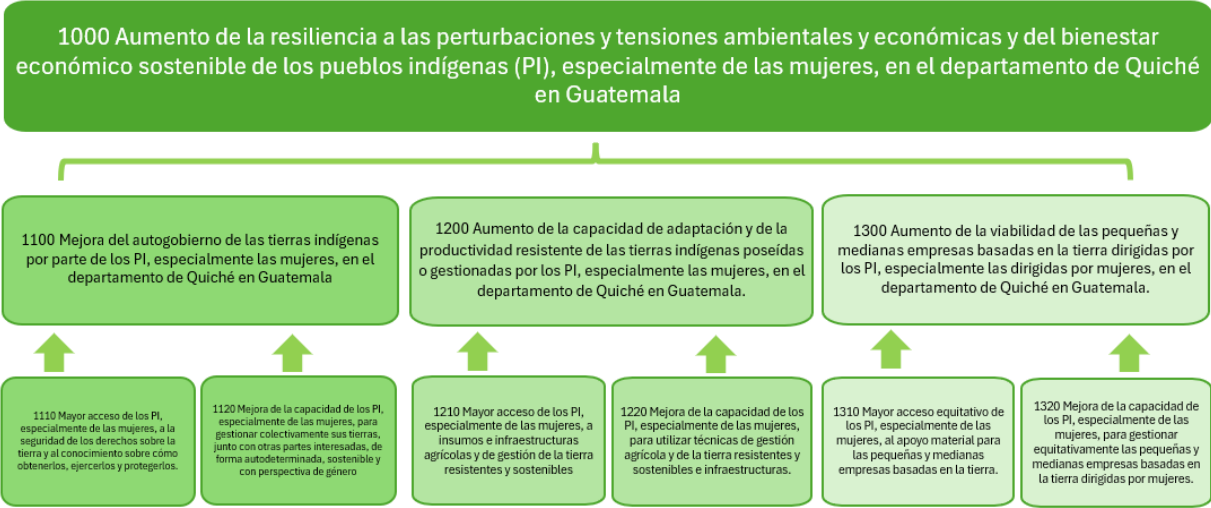 1000 Aumento de la resiliencia a las perturbaciones y tensiones ambientales y económicas y del bienestar
económico sostenible de los pueblos indígenas (PI), especialmente de las mujeres, en el departamento de Quiché
en Guatemala
1100 Mejora del autogobierno de las tierras indígenas
por parte de los PI, especialmente las mujeres, en el
departamento de Quiché en Guatemala
1200 Aumento de la capacidad de adaptación y de la
productividad resistente de las tierras indígenas poseídas
o gestionadas por los PI, especialmente las mujeres, en el
departamento de Quiché en Guatemala.
1300 Aumento de la viabilidad de las pequeñas y
medianas empresas basadas en la tierra dirigidas por
los PI, especialmente las dirigidas por mujeres, en el
departamento de Quiché en Guatemala.
1110 Mayor acceso de los PI,
especialmente de las mujeres, a la
seguridad de los derechos sobre la
tierra y al conocimiento sobre cómo
obtenerlos, ejercerlos y protegerlos.
1120 Mejora de la capacidad de los PI,
especialmente de las mujeres, para
gestionar colectivamente sus tierras,
junto con otras partes interesadas, de
forma autodeterminada, sostenible y
con perspectiva de género
1210 Mayor acceso de los PI,
especialmente de las mujeres, a
insumos e infraestructuras
agrícolas y de gestión de la tierra
resistentes y sostenibles
1220 Mejora de la capacidad de los
PI, especialmente de las mujeres,
para utilizar técnicas de gestión
agrícola y de la tierra resistentes y
sostenibles e infraestructuras.
1310 Mayor acceso equitativo de
los PI, especialmente de las
mujeres, al apoyo material para
las pequeñas y medianas
empresas basadas en la tierra.
1320 Mejora de la capacidad de
los PI, especialmente de las
mujeres, para gestionar
equitativamente las pequeñas y
medianas empresas basadas en
la tierra dirigidas por mujeres.